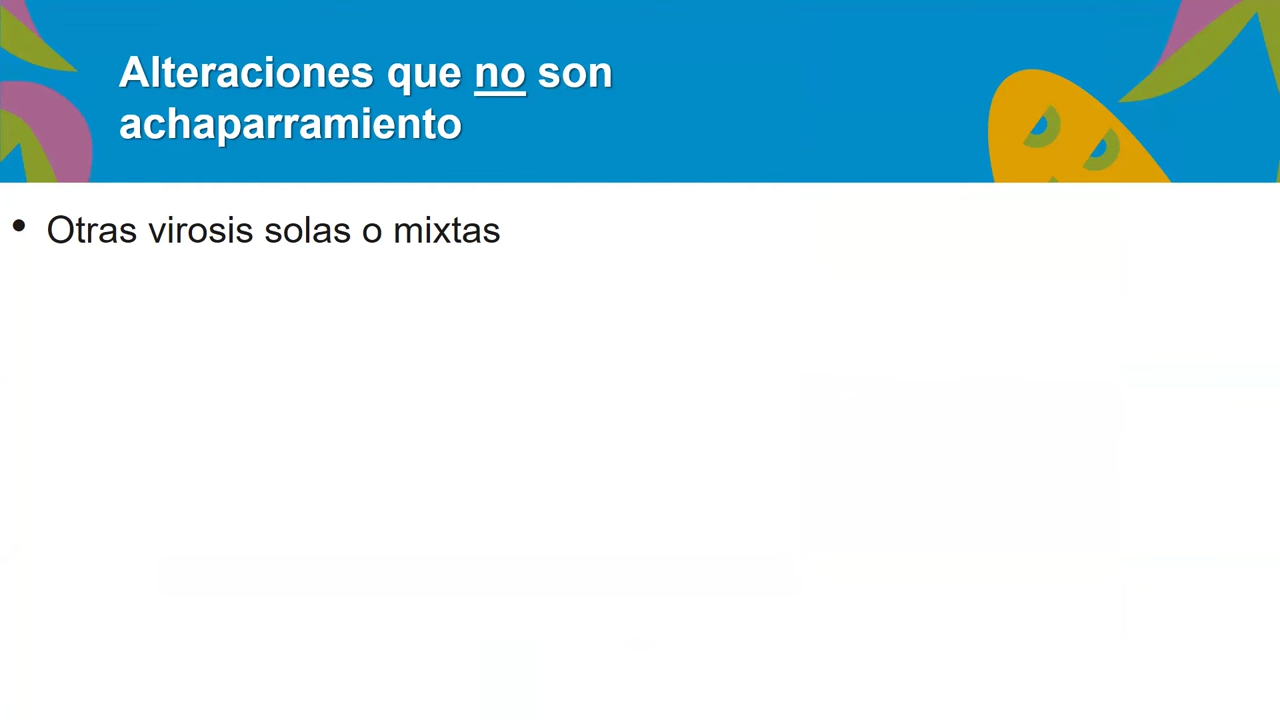 Alteraciones que no son
achaparramiento
• Otras virosis solas o mixtas